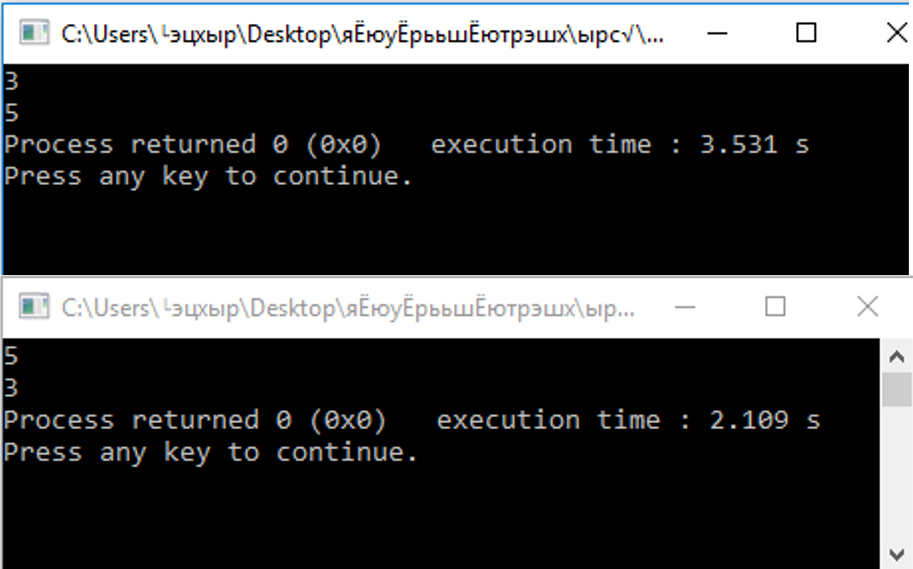 C:\Users\└эцхыр\Desktop\яЁюуЁрььшЁютрэшх\ырс√\...
3
5
Process returned 0 (0x0)   execution time : 3.531 s
Press any key to continue.
C:\Users\└эцхыр\Desktop\яЁюуЁрььшЁютрэшх\ыр...
5
3
Process returned 0 (0x0)   execution time : 2.109 s
Press any key to continue.